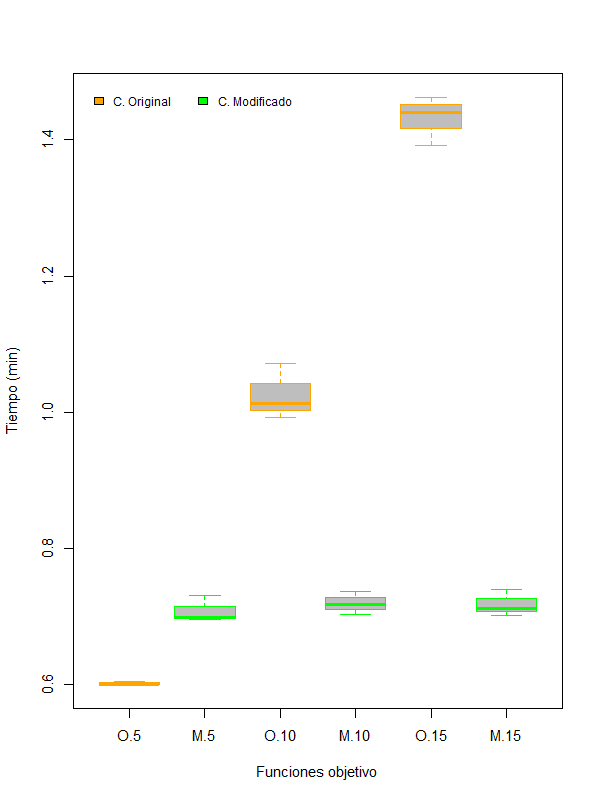 C. Original C. Modificado
1.4
1.2
1.0
0.8
0.6
Tiempo (min)
O.5 M.5 O.10 M.10 O.15 M.15
Funciones objetivo